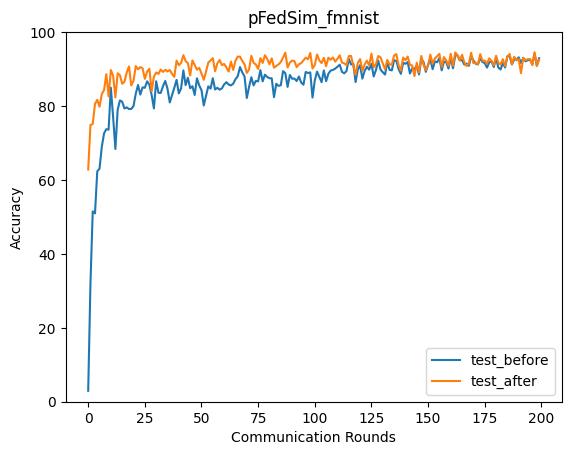 pFedSim_fmnist
Accuracy
100
80
60
40
20
0
0 25 50 75 100 125 150 175 200
Communication Rounds
test_before
test_after